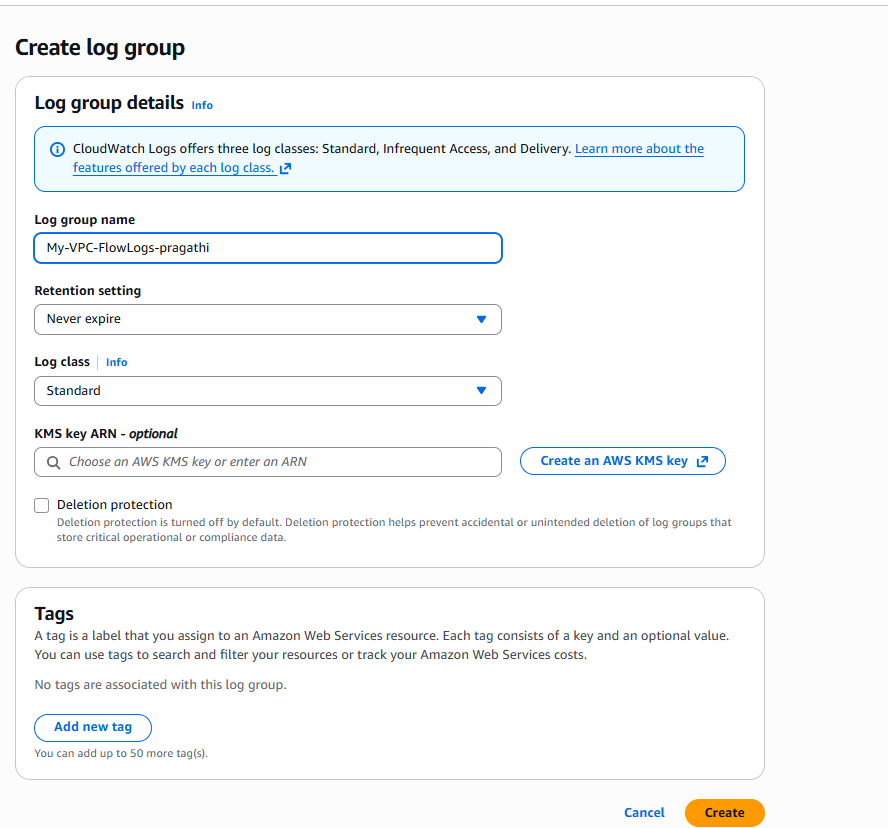 Create log group
Log group details Info
CloudWatch Logs offers three log classes: Standard, Infrequent Access, and Delivery. Learn more about the
features offered by each log class.
Log group name
My-VPC-FlowLogs-pragathi
Retention setting
Never expire
Log class Info
Standard
KMS key ARN - optional
Choose an AWS KMS key or enter an ARN
Create an AWS KMS key
Deletion protection
Deletion protection is turned off by default. Deletion protection helps prevent accidental or unintended deletion of log groups that
store critical operational or compliance data.
Tags
A tag is a label that you assign to an Amazon Web Services resource. Each tag consists of a key and an optional value.
You can use tags to search and filter your resources or track your Amazon Web Services costs.
No tags are associated with this log group.
Add new tag
You can add up to 50 more tag(s).
Cancel Create